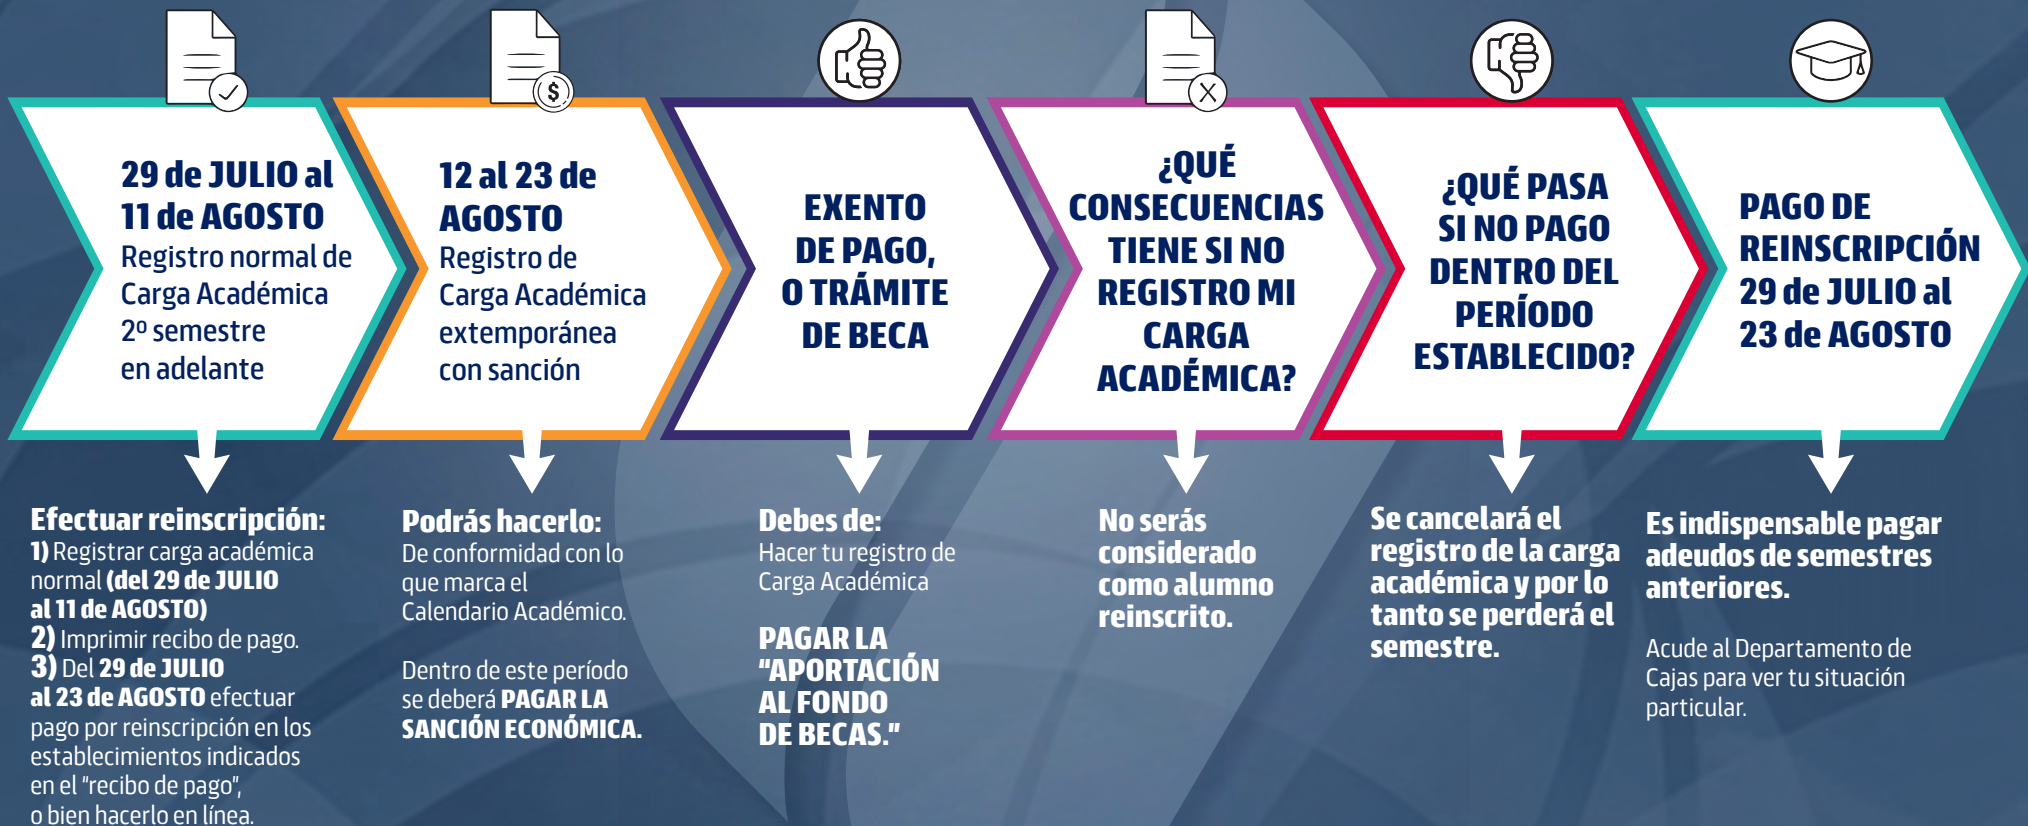 $
29 de JULIO al
11 de AGOSTO
Registro normal de
Carga Académica
2º semestre
en adelante
12 al 23 de
AGOSTO
Registro de
Carga Académica
extemporánea
con sanción
EXENTO
DE PAGO,
O TRÁMITE
DE BECA
¿QUÉ
CONSECUENCIAS
TIENE SI NO
REGISTRO MI
CARGA
ACADÉMICA?
¿QUÉ PASA
SI NO PAGO
DENTRO DEL
PERÍODO
ESTABLECIDO?
PAGO DE
REINSCRIPCIÓN
29 de JULIO al
23 de AGOSTO
Efectuar reinscripción:
1) Registrar carga académica
normal (del 29 de JULIO
al 11 de AGOSTO)
2) Imprimir recibo de pago.
3) Del 29 de JULIO
al 23 de AGOSTO efectuar
pago por reinscripción en los
establecimientos indicados
en el "recibo de pago",
o bien hacerlo en línea.
Podrás hacerlo:
De conformidad con lo
que marca el
Calendario Académico.
Dentro de este período
se deberá PAGAR LA
SANCIÓN ECONÓMICA.
Debes de:
Hacer tu registro de
Carga Académica
PAGAR LA
"APORTACIÓN
AL FONDO
DE BECAS."
No serás
considerado
como alumno
reinscrito.
Se cancelará el
registro de la carga
académica y por lo
tanto se perderá el
semestre.
Es indispensable pagar
adeudos de semestres
anteriores.
Acude al Departamento de
Cajas para ver tu situación
particular.